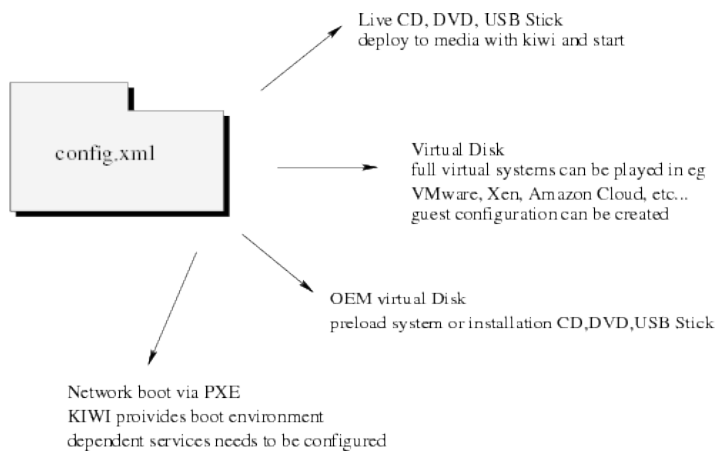 Live CD, DVD, USB Stick
deploy to media with kiwi and start
config.xml
Virtual Disk
full virtual systems can be played in eg
VMware, Xen, Amazon Cloud, etc...
guest configuration can be created
OEM virtual Disk
preload system or installation CD,DVD,USB Stick
Network boot via PXE
KIWI proivides boot environment
dependent services needs to be configured